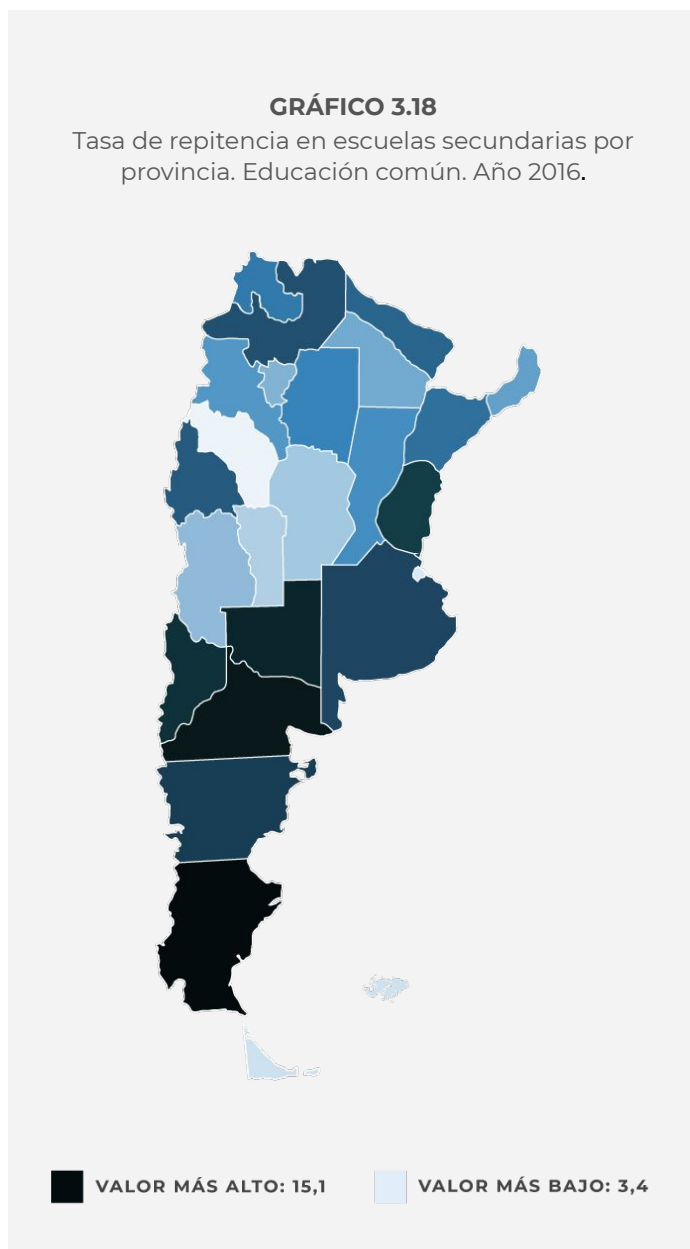 GRÁFICO 3.18
Tasa de repitencia en escuelas secundarias por
provincia. Educación común. Año 2016.
VALOR MÁS ALTO: 15,1
VALOR MÁS BAJO: 3,4